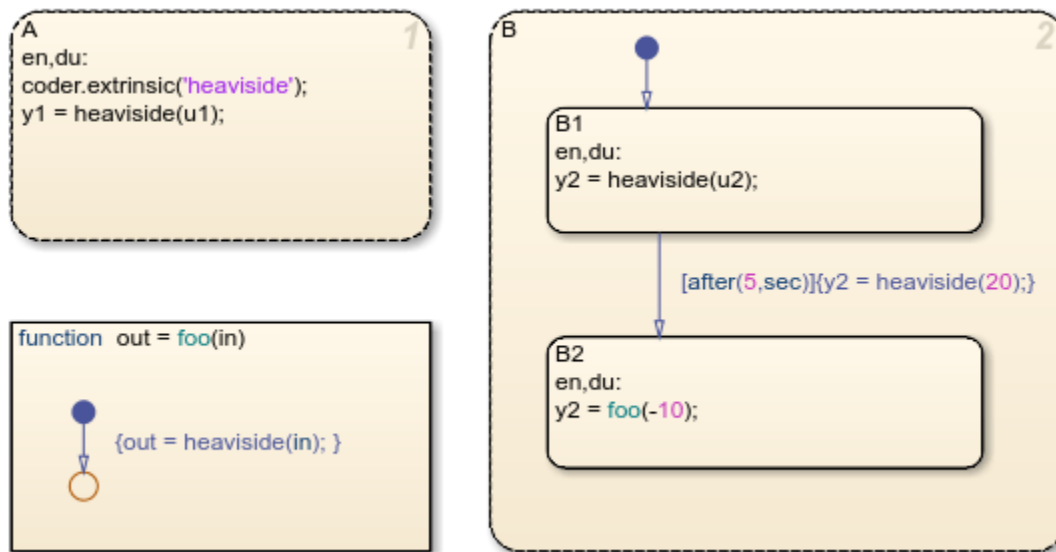 A
1
en,du:
coder.extrinsic('heaviside');
y1 = heaviside(u1);
function out = foo(in)
{out = heaviside(in); }
B
2
B1
en,du:
y2 = heaviside(u2);
[after(5,sec)]{y2 = heaviside(20);}
B2
en,du:
y2 = foo(-10);